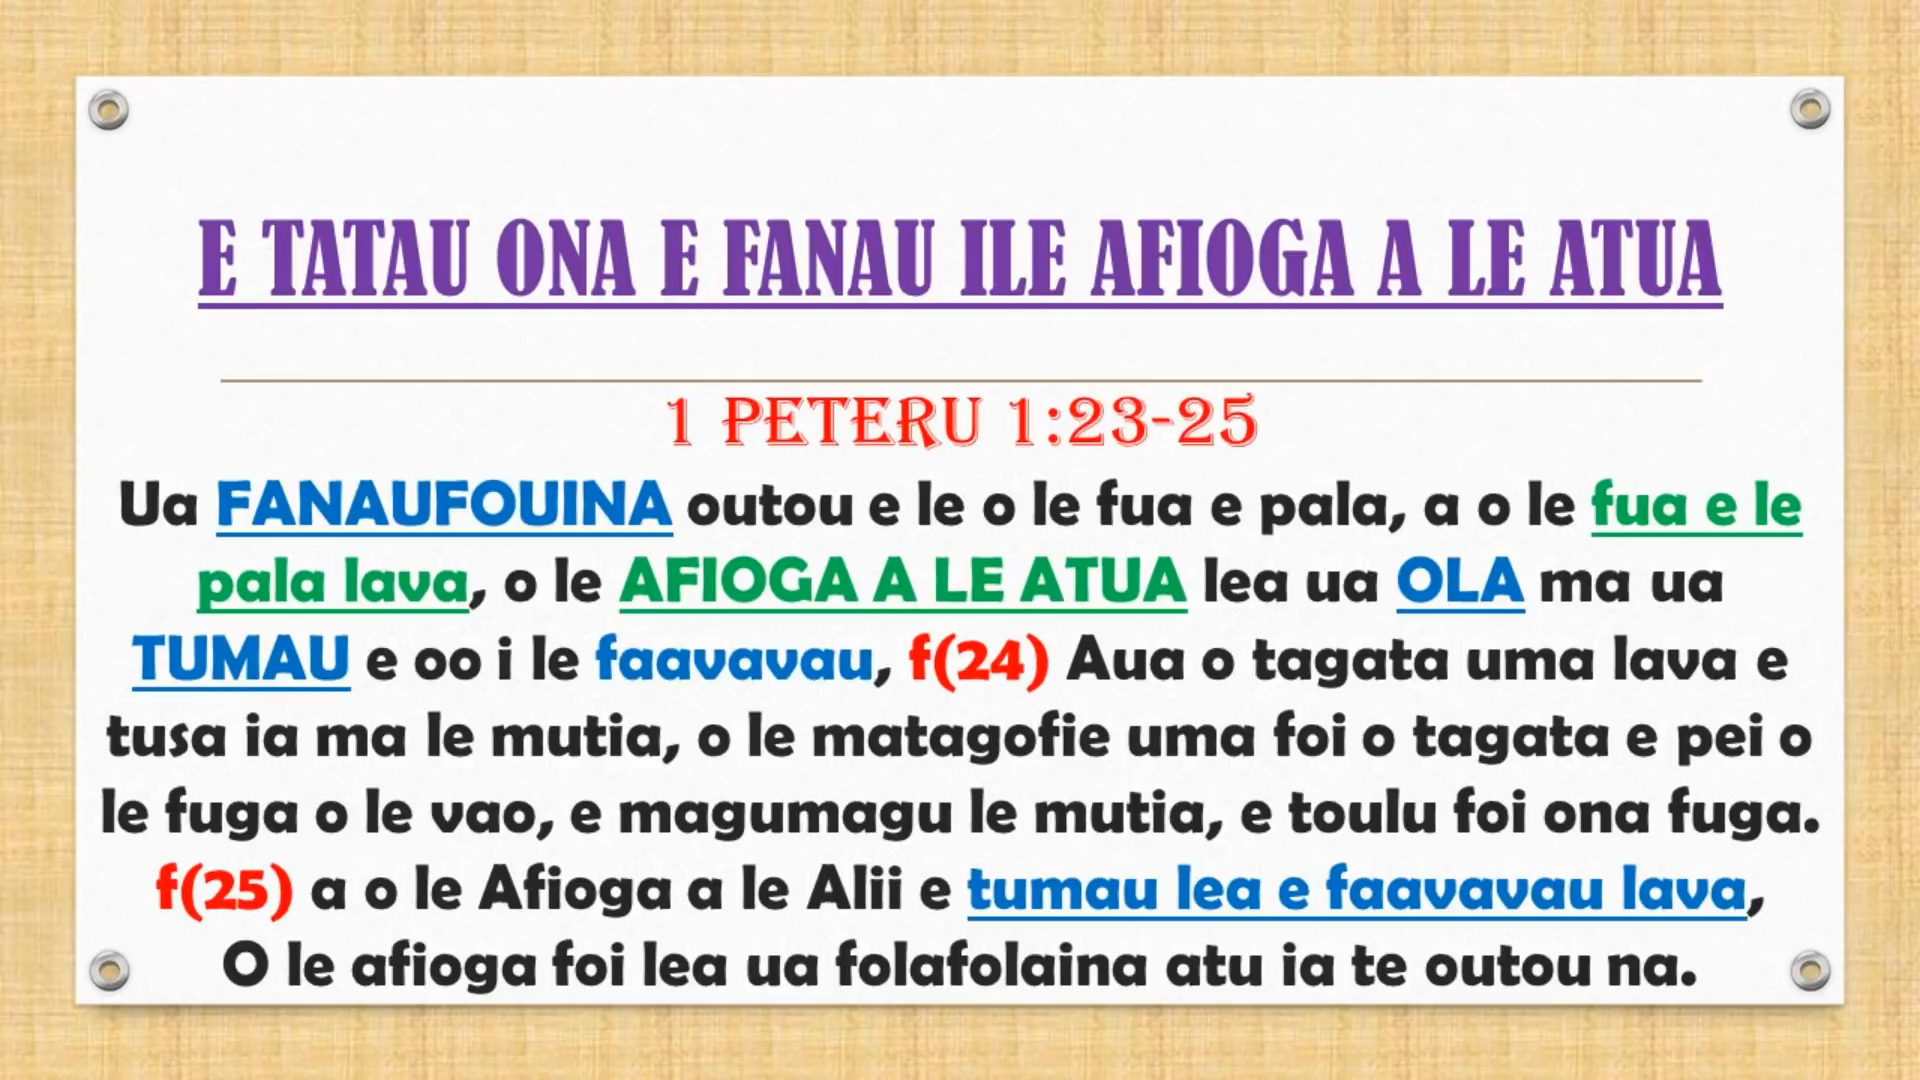 E TATAU ONA E FANAU ILE AFIOGA A LE ATUA
1 PETERU 1:23-25
Ua FANAUFOUINA outou e le o le fua e pala, a o le fua e le
pala lava, o le AFIOGA A LE ATUA lea ua OLA ma ua
TUMAU e oo i le faavavau, f(24) Aua o tagata uma lava e
tusa ia ma le mutia, o le matagofie uma foi o tagata e pei o
le fuga o le vao, e magumagu le mutia, e toulu foi ona fuga.
f(25) a o le Afioga a le Alii e tumau lea e faavavau lava,
O le afioga foi lea ua folafolaina atu ia te outou na.